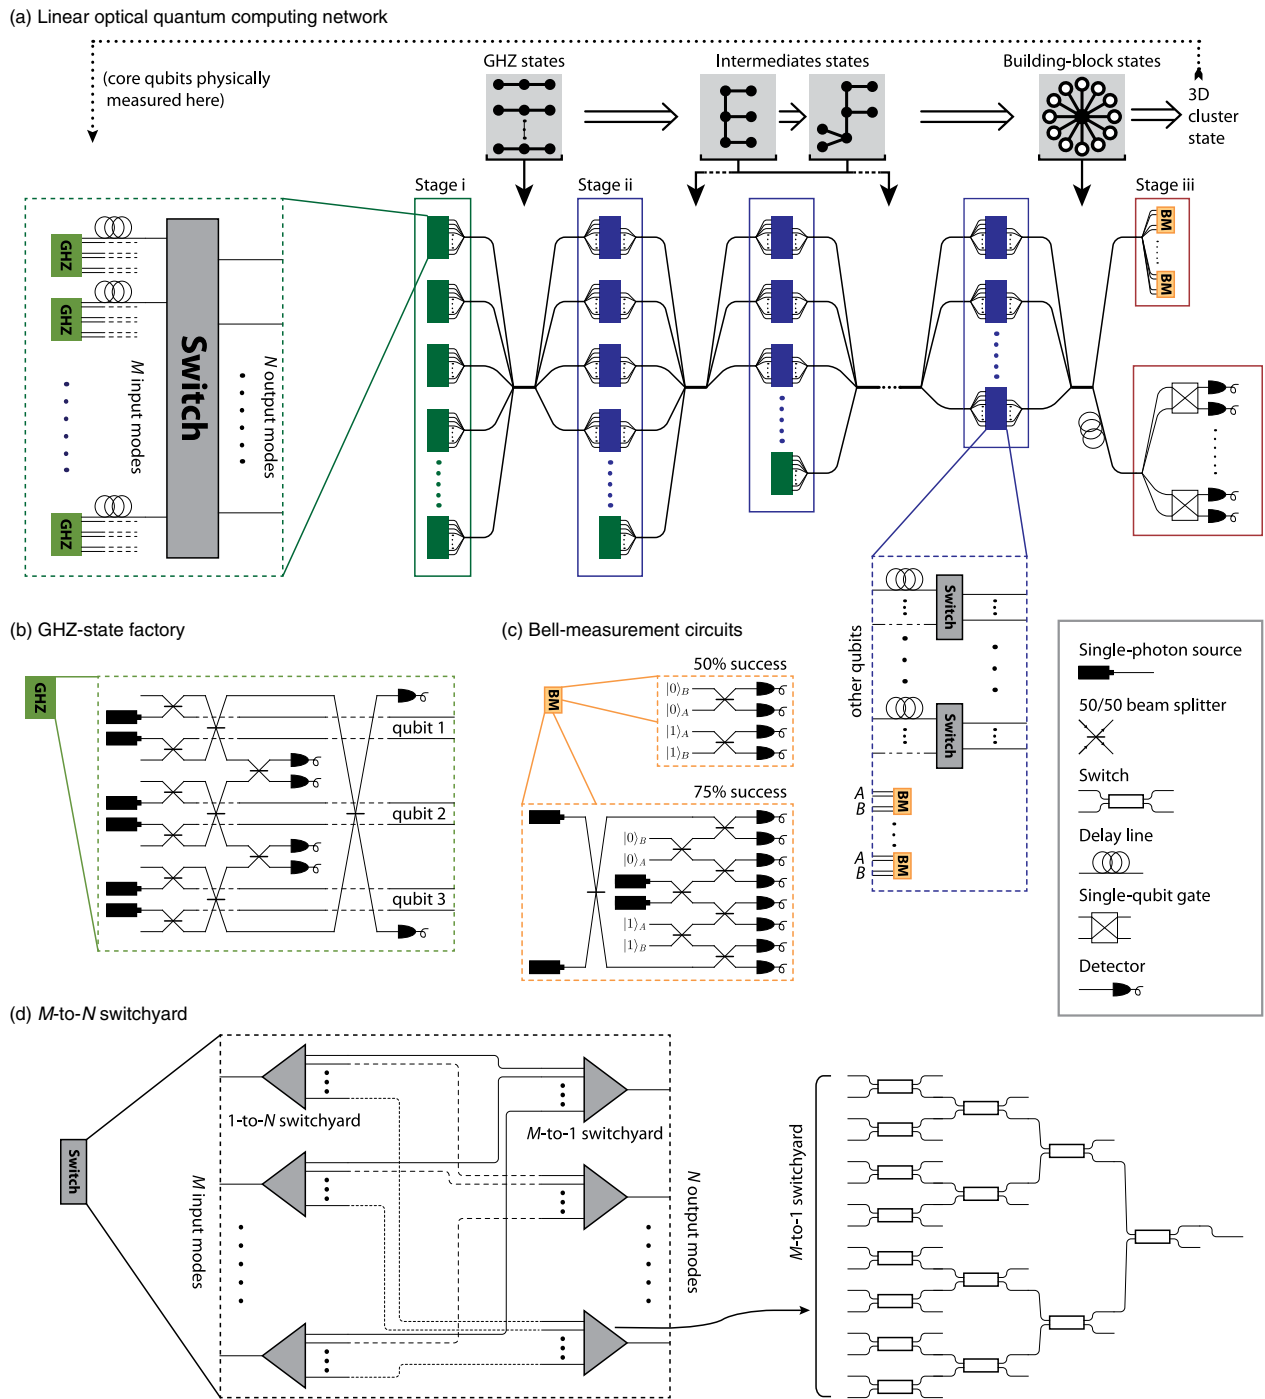 (a) Linear optical quantum computing network
(core qubits physically
measured here)
GHZ states
Intermediates states
Building-block states
3D
cluster
state
Stage i
Stage ii
Stage iii
GHZ
GHZ
GHZ
M input modes
Switch
N output modes
BM
BM
other qubits
Switch
Switch
A
B
BM
A
B
BM
(b) GHZ-state factory
GHZ
qubit 1
qubit 2
qubit 3
(c) Bell-measurement circuits
BM
50% success
|0⟩B
|0⟩A
|1⟩A
|1⟩B
75% success
|0⟩B
|0⟩A
|1⟩A
|1⟩B
Single-photon source
50/50 beam splitter
Switch
Delay line
Single-qubit gate
Detector
(d) M-to-N switchyard
Switch
M input modes
1-to-N switchyard
M-to-1 switchyard
N output modes
M-to-1 switchyard